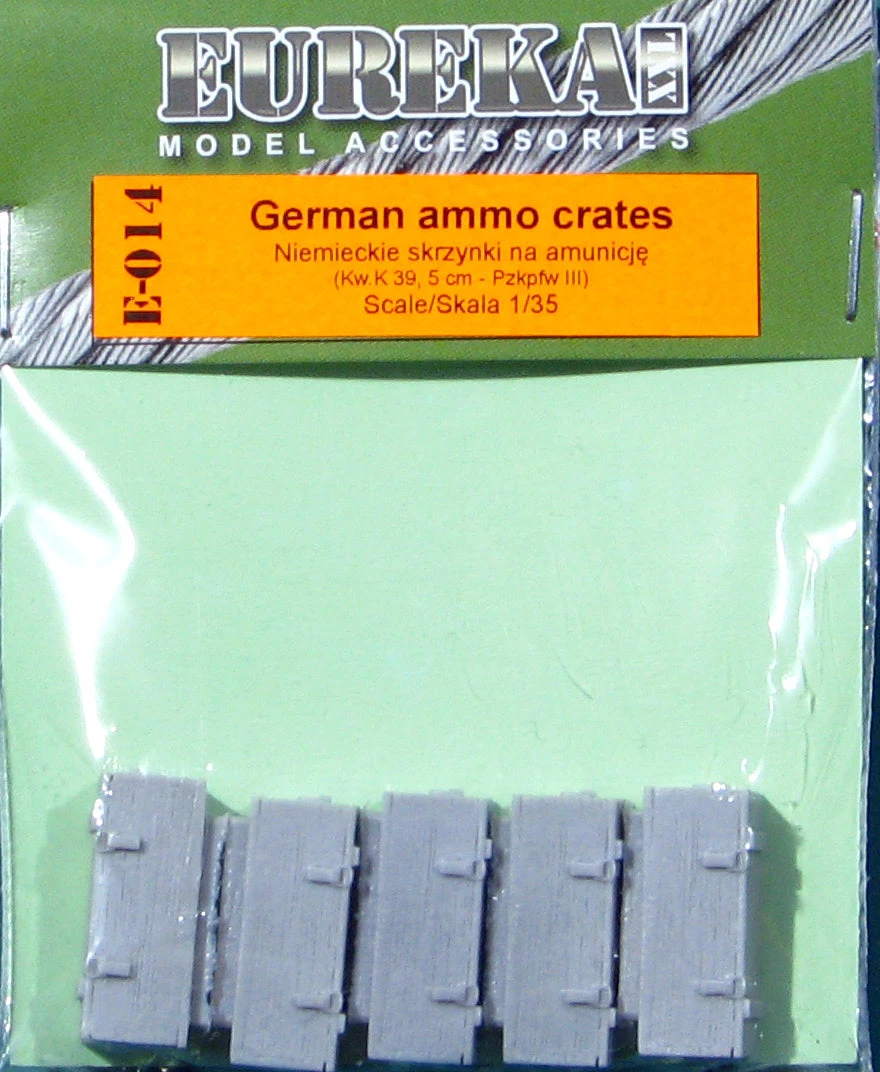 EUREKA XXL
MODEL ACCESSORIES
E-014
German ammo crates
Niemieckie skrzynki na amunicję
(Kw.K 39, 5 cm - Pzkpfw III)
Scale/Skala 1/35